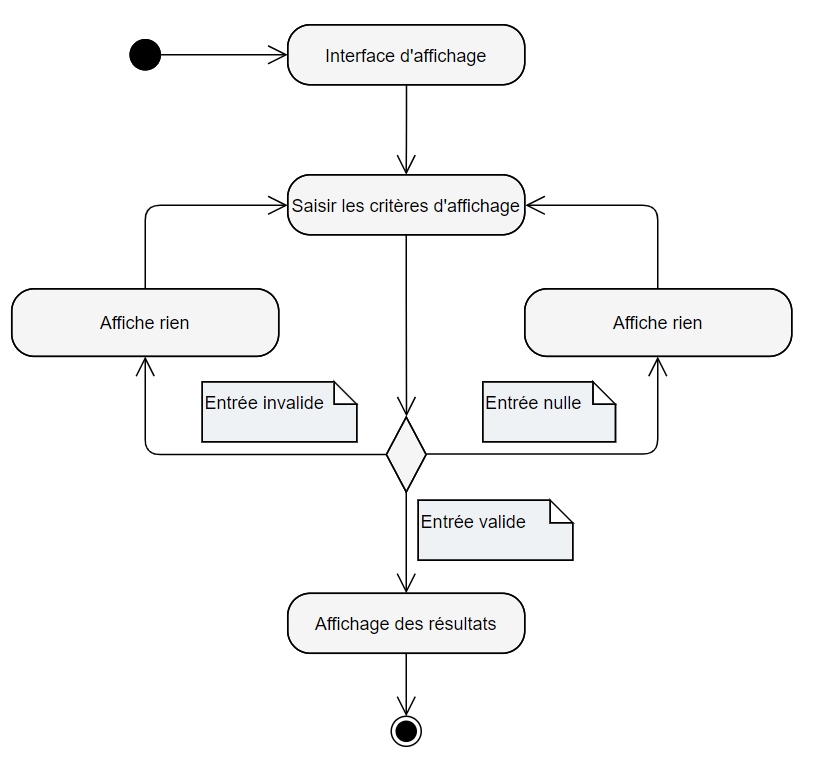 Interface d'affichage
Saisir les critères d'affichage
Affiche rien
Affiche rien
Entrée invalide
Entrée nulle
Entrée valide
Affichage des résultats